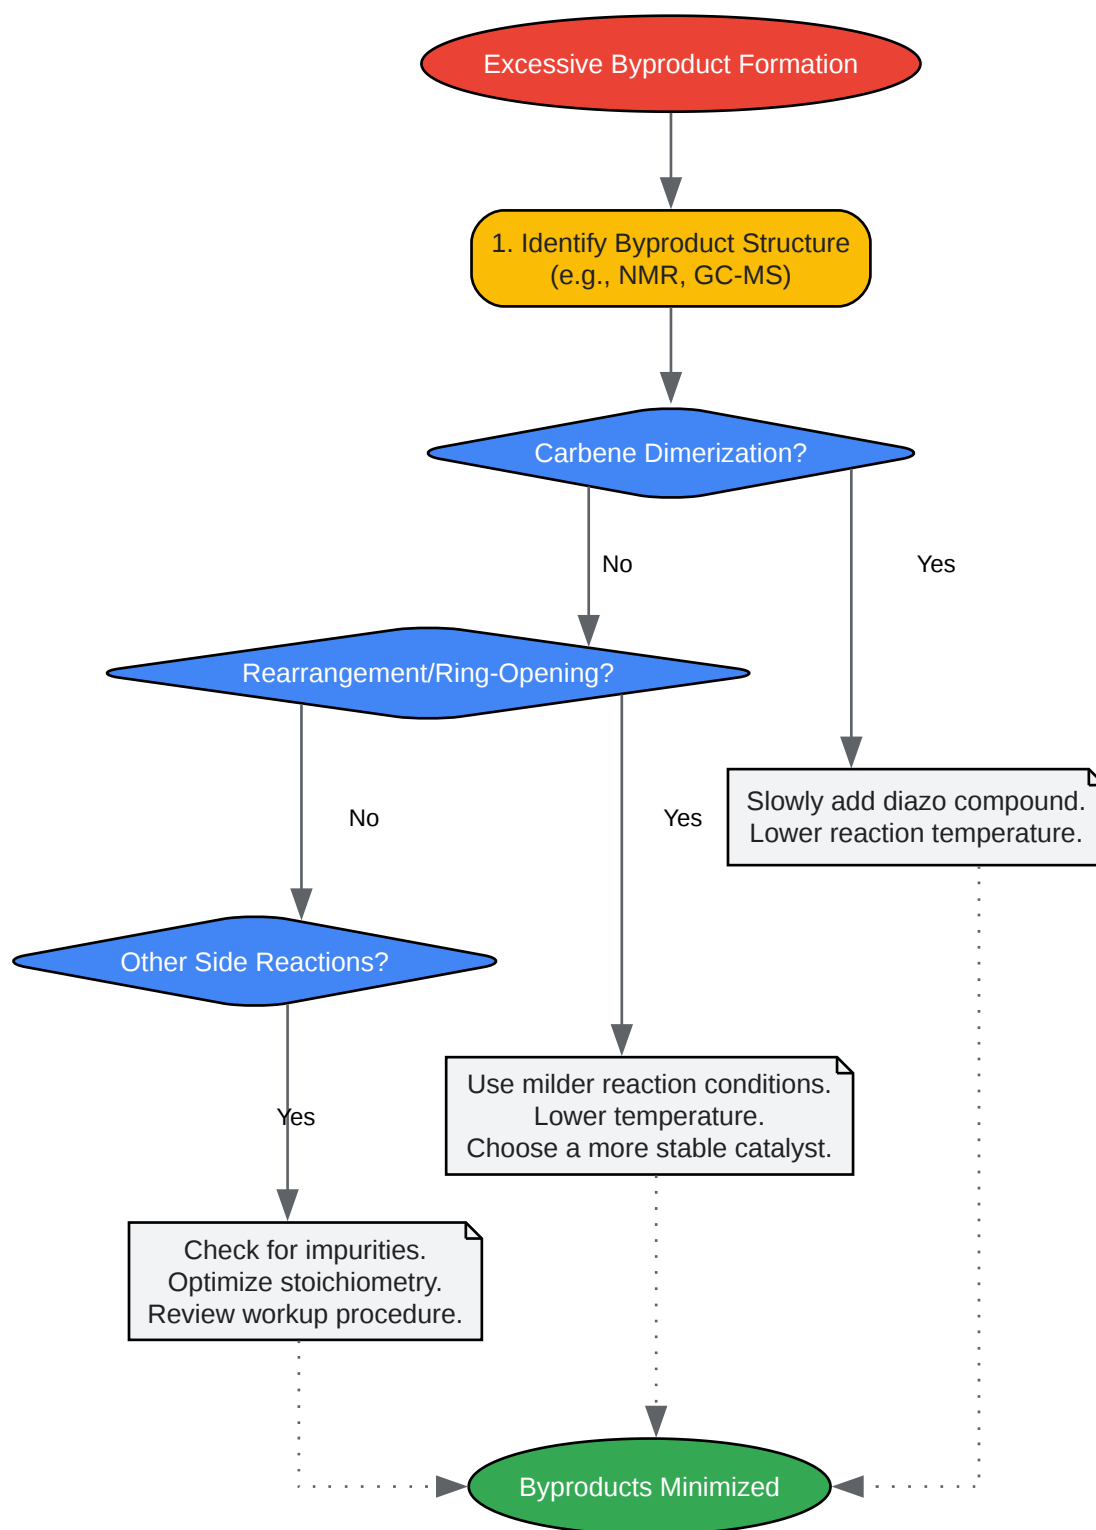 Excessive Byproduct Formation
1. Identify Byproduct Structure
(e.g., NMR, GC-MS)
Carbene Dimerization?
No
Yes
Rearrangement/Ring-Opening?
Slowly add diazo compound.
Lower reaction temperature.
No
Yes
Other Side Reactions?
Use milder reaction conditions.
Lower temperature.
Choose a more stable catalyst.
Yes
Check for impurities.
Optimize stoichiometry.
Review workup procedure.
Byproducts Minimized